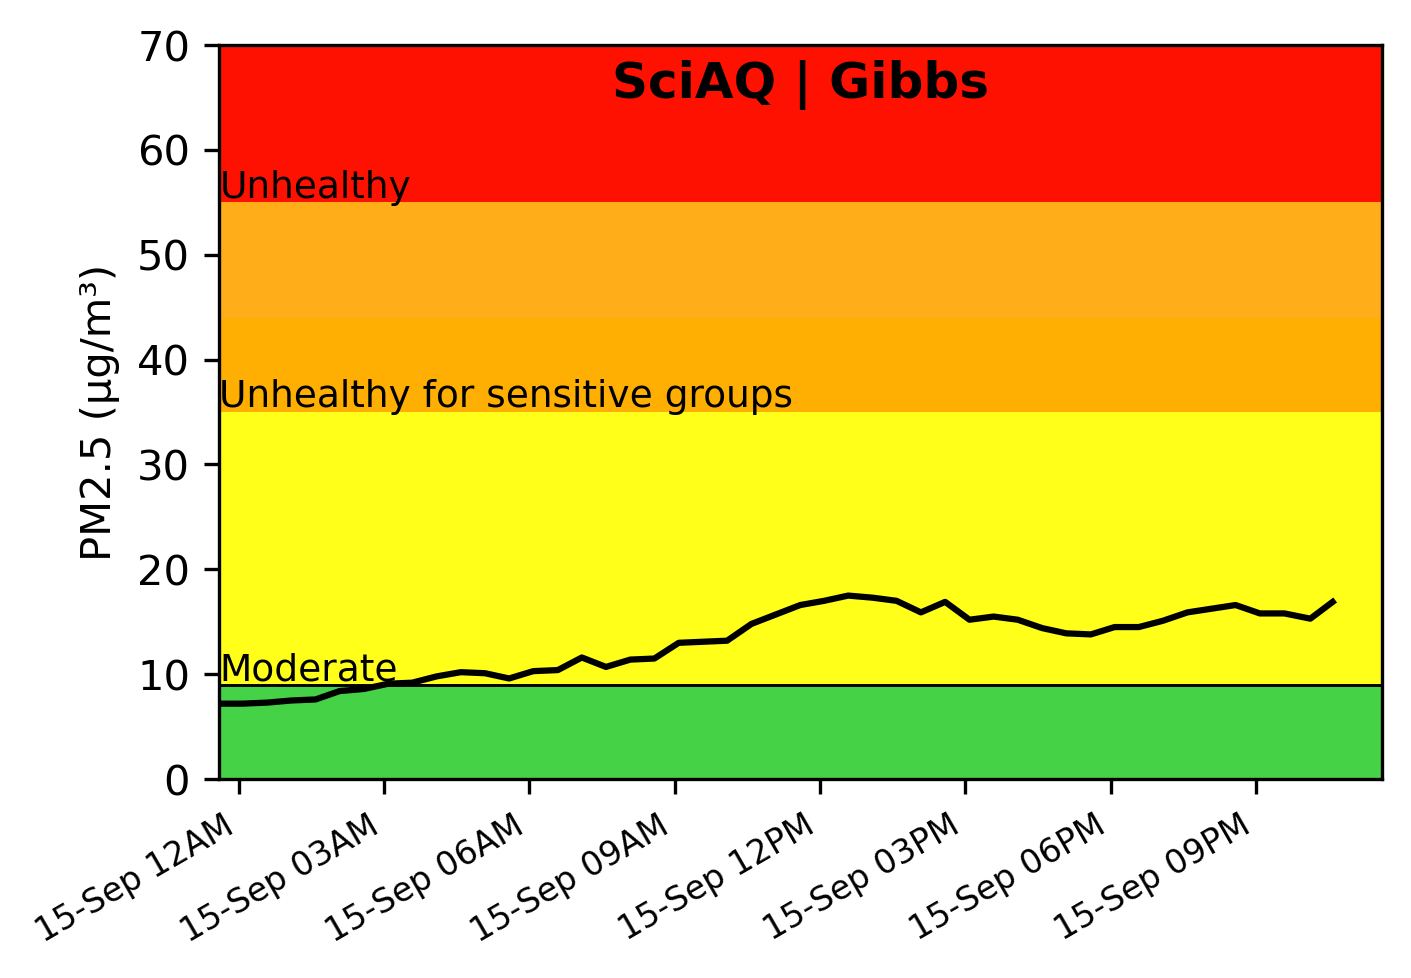 SciAQ | Gibbs
70
60
50
40
30
20
10
0
PM2.5 (µg/m³)
Unhealthy
Unhealthy for sensitive groups
Moderate
15-Sep 12AM
15-Sep 03AM
15-Sep 06AM
15-Sep 09AM
15-Sep 12PM
15-Sep 03PM
15-Sep 06PM
15-Sep 09PM